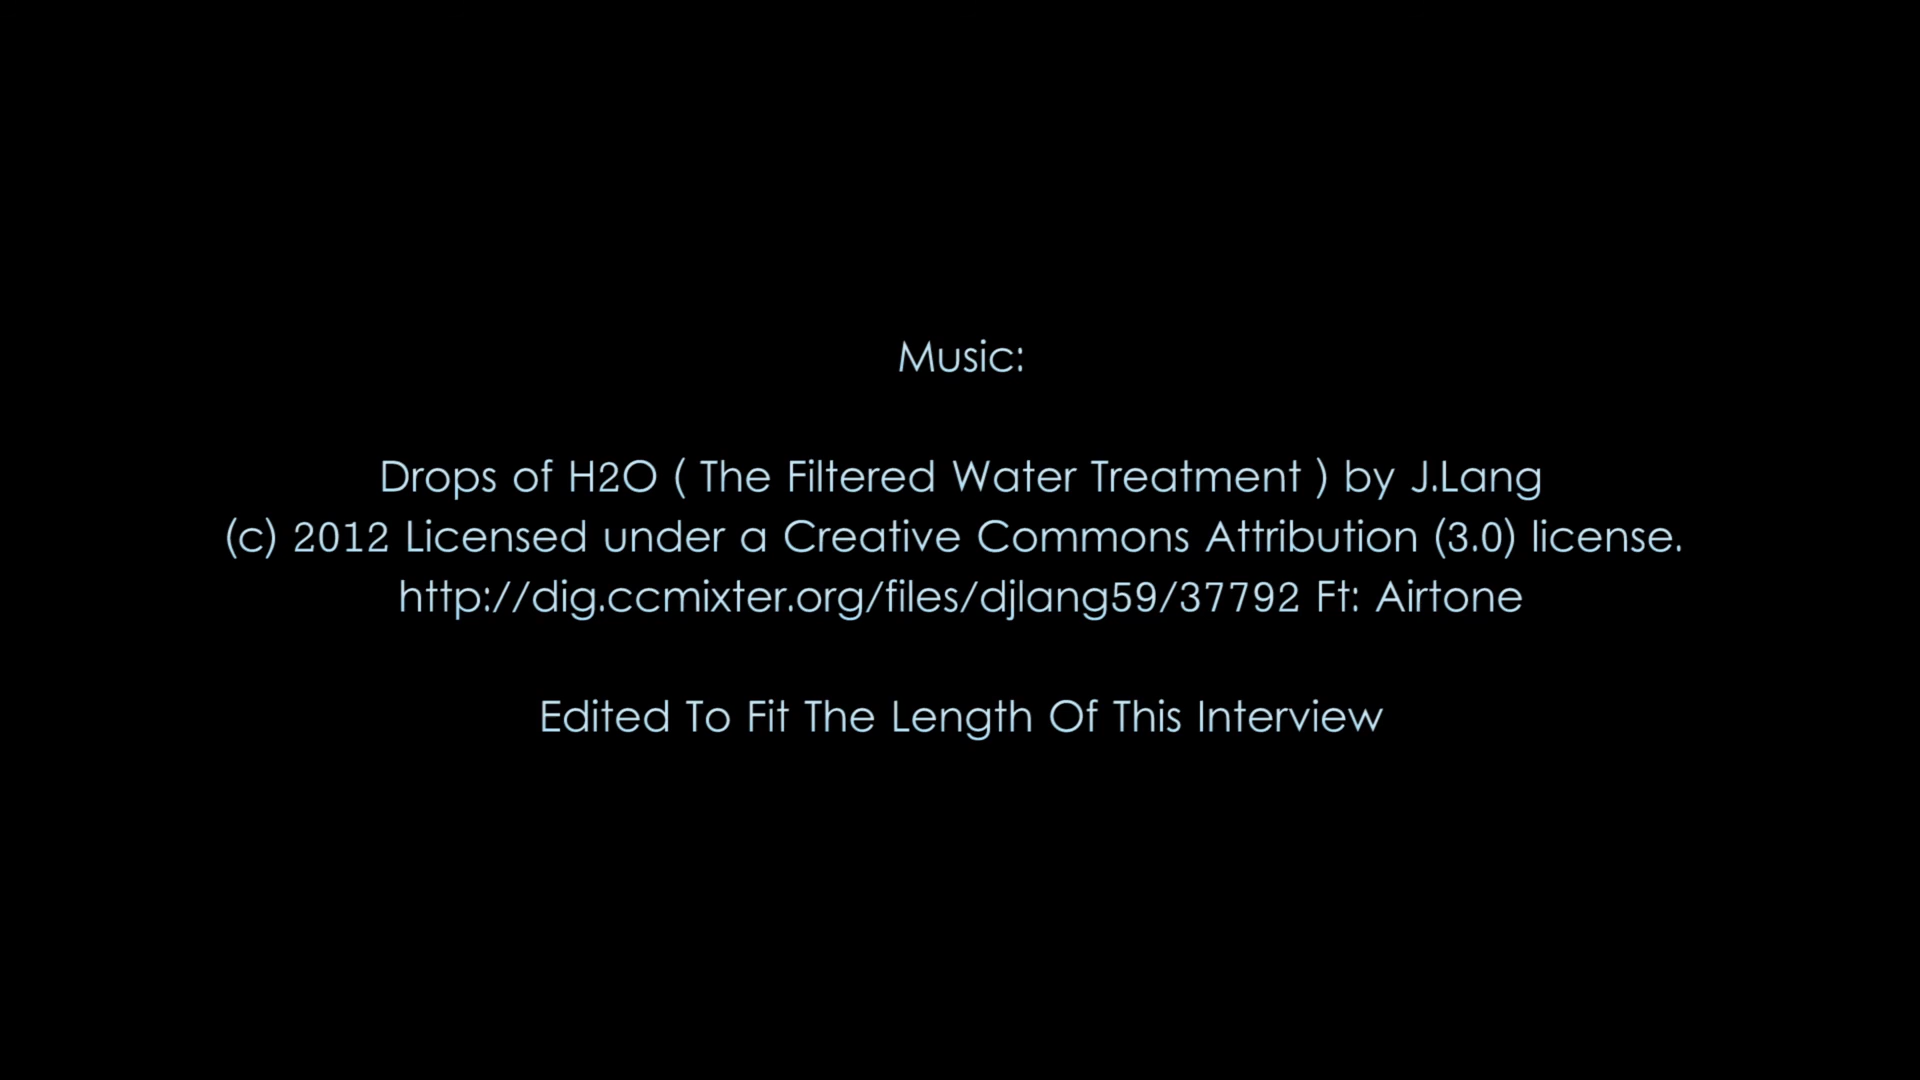 Music:
Drops of H2O ( The Filtered Water Treatment ) by J.Lang
(c) 2012 Licensed under a Creative Commons Attribution (3.0) license.
http://dig.ccmixter.org/files/djlang59/37792 Ft: Airtone
Edited To Fit The Length Of This Interview